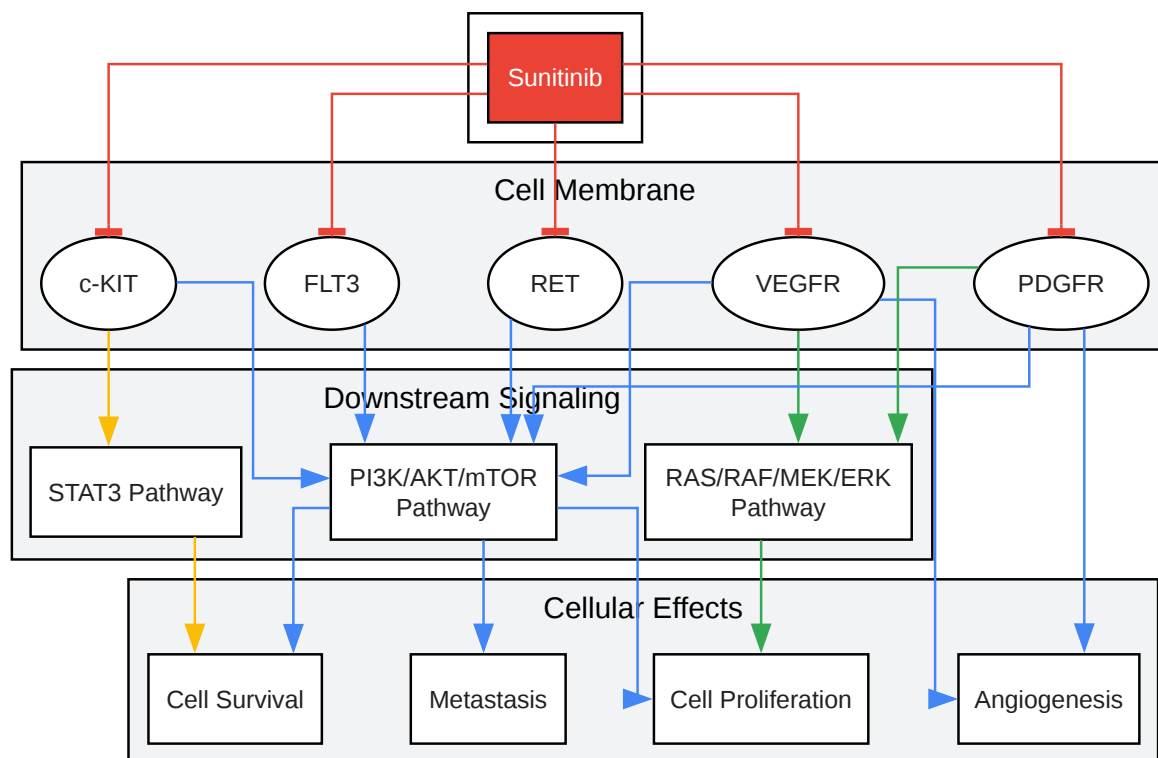 Sunitinib
Cell Membrane
c-KIT
FLT3
RET
VEGFR
PDGFR
Downstream Signaling
STAT3 Pathway
PI3K/AKT/mTOR
Pathway
RAS/RAF/MEK/ERK
Pathway
Cellular Effects
Cell Survival
Metastasis
Cell Proliferation
Angiogenesis